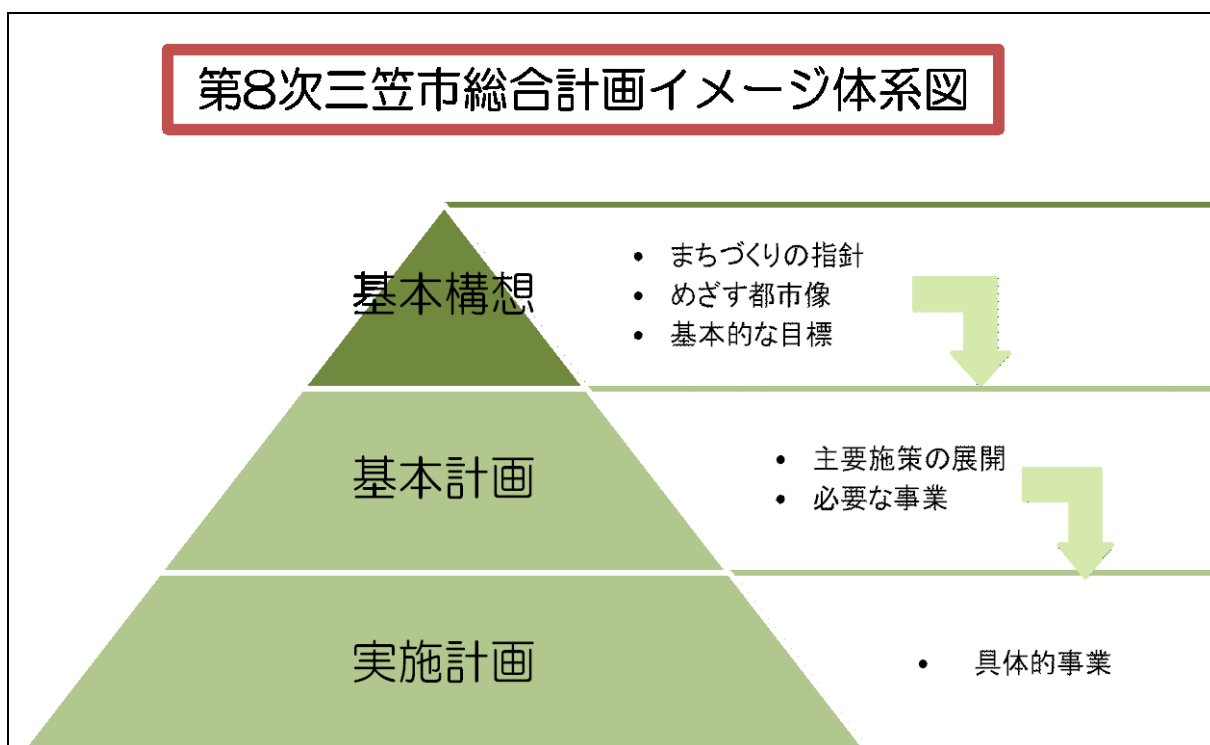 第8次三笠市総合計画イメージ体系図
基本構想
• まちづくりの指針
• めざす都市像
• 基本的な目標
基本計画
• 主要施策の展開
• 必要な事業
実施計画
• 具体的事業